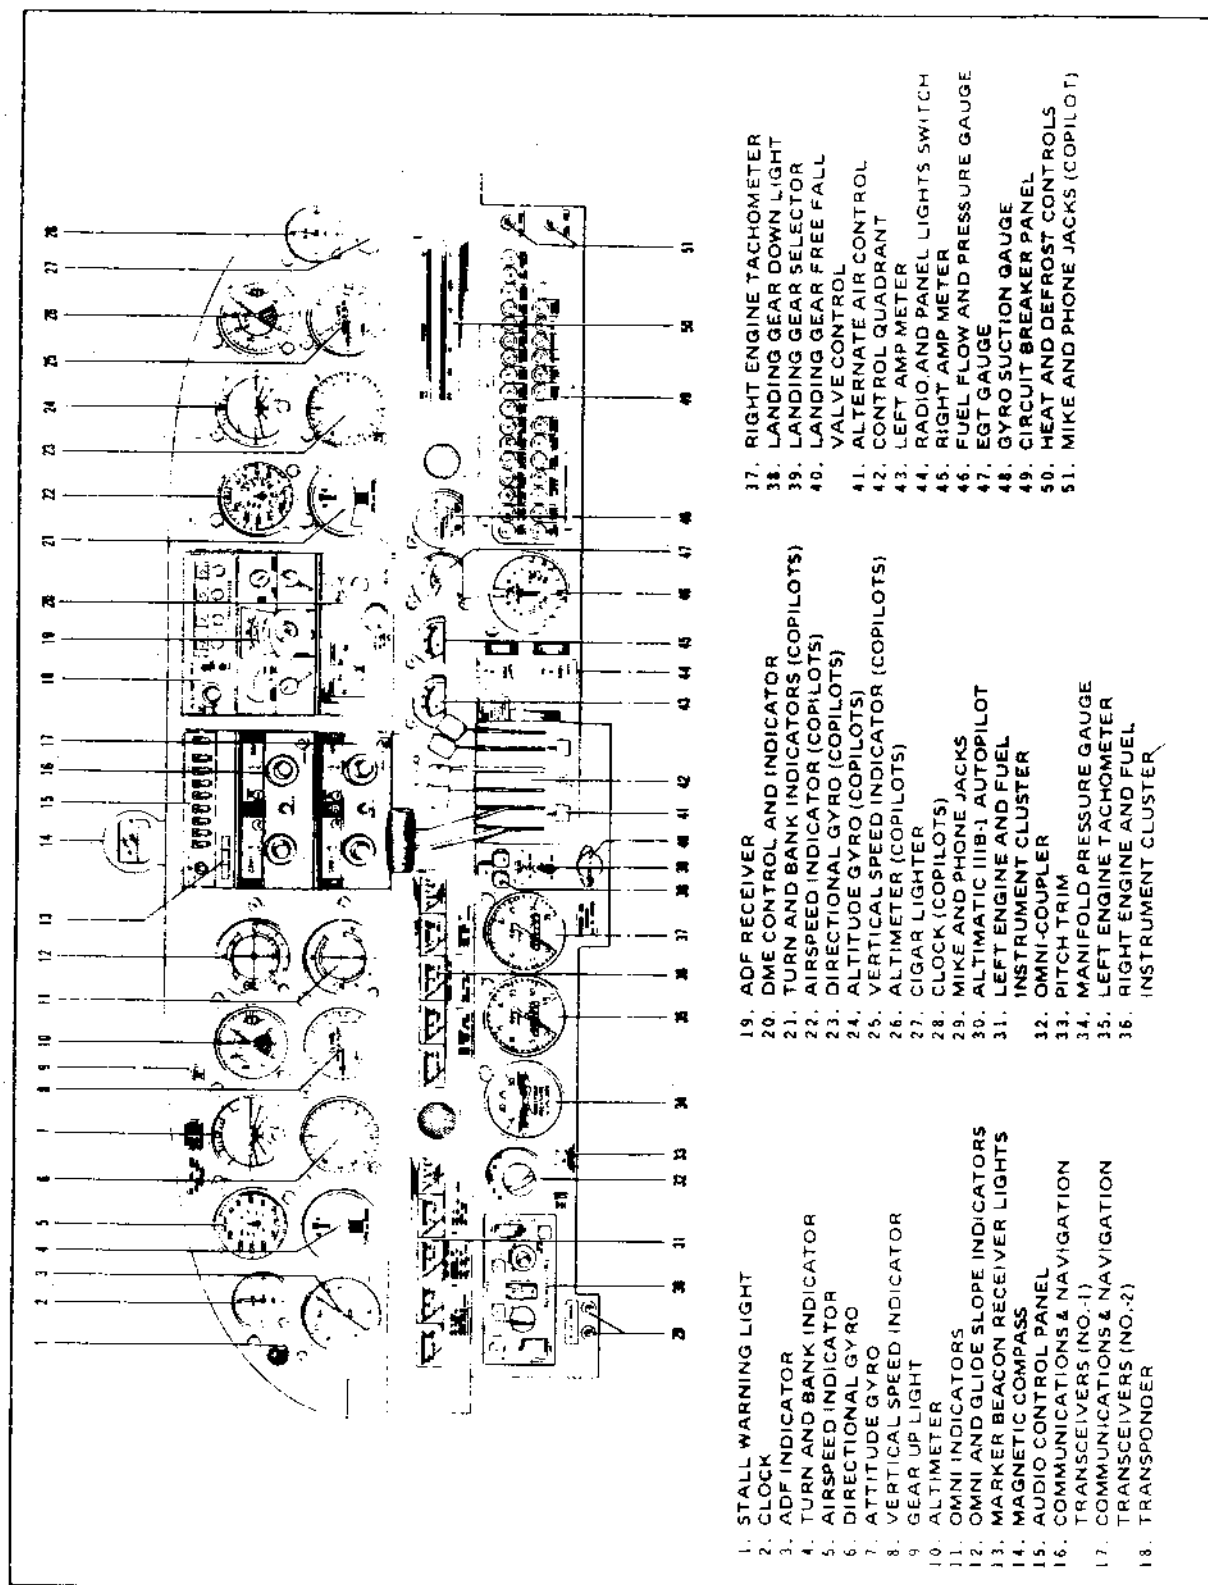 1. STALL WARNING LIGHT
2. CLOCK
3. ADF INDICATOR
4. TURN AND BANK INDICATOR
5. AIRSPEED INDICATOR
6. DIRECTIONAL GYRO
7. ATTITUDE GYRO
8. VERTICAL SPEED INDICATOR
9 GEAR UP LIGHT
10. ALTIMETER
11. OMNI INDICATORS
12. OMNI AND GLIDE SLOPE INDICATORS
13. MARKER BEACON RECEIVER LIGHTS
14. MAGNETIC COMPASS
15. AUDIO CONTROL PANEL
16. COMMUNICATIONS & NAVIGATION
TRANSCEIVERS (NO.-1)
17. COMMUNICATIONS & NAVIGATION
TRANSCEIVERS (NO.-2)
18. TRANSPONDER
19. ADF RECEIVER
20. DME CONTROL AND INDICATOR
21. TURN AND BANK INDICATORS (COPILOTS)
22. AIRSPEED INDICATOR (COPILOTS)
23. DIRECTIONAL GYRO (COPILOTS)
24. ALTITUDE GYRO (COPILOTS)
25. VERTICAL SPEED INDICATOR (COPILOTS)
26. ALTIMETER (COPILOTS)
27. CIGAR LIGHTER
28. CLOCK (COPILOTS)
29. MIKE AND PHONE JACKS
30. ALTIMATIC IIIB-1 AUTOPILOT
31. LEFT ENGINE AND FUEL
INSTRUMENT CLUSTER
32. OMNI-COUPLER
33. PITCH TRIM
34. MANIFOLD PRESSURE GAUGE
35. LEFT ENGINE TACHOMETER
36. RIGHT ENGINE AND FUEL
INSTRUMENT CLUSTER
37. RIGHT ENGINE TACHOMETER
38. LANDING GEAR DOWN LIGHT
39. LANDING GEAR SELECTOR
40. LANDING GEAR FREE FALL
VALVE CONTROL
41. ALTERNATE AIR CONTROL
42. CONTROL QUADRANT
43. LEFT AMP METER
44. RADIO AND PANEL LIGHTS SWITCH
45. RIGHT AMP METER
46. FUEL FLOW AND PRESSURE GAUGE
47. EGT GAUGE
48. GYRO SUCTION GAUGE
49. CIRCUIT BREAKER PANEL
50. HEAT AND DEFROST CONTROLS
51. MIKE AND PHONE JACKS (COPILOT)